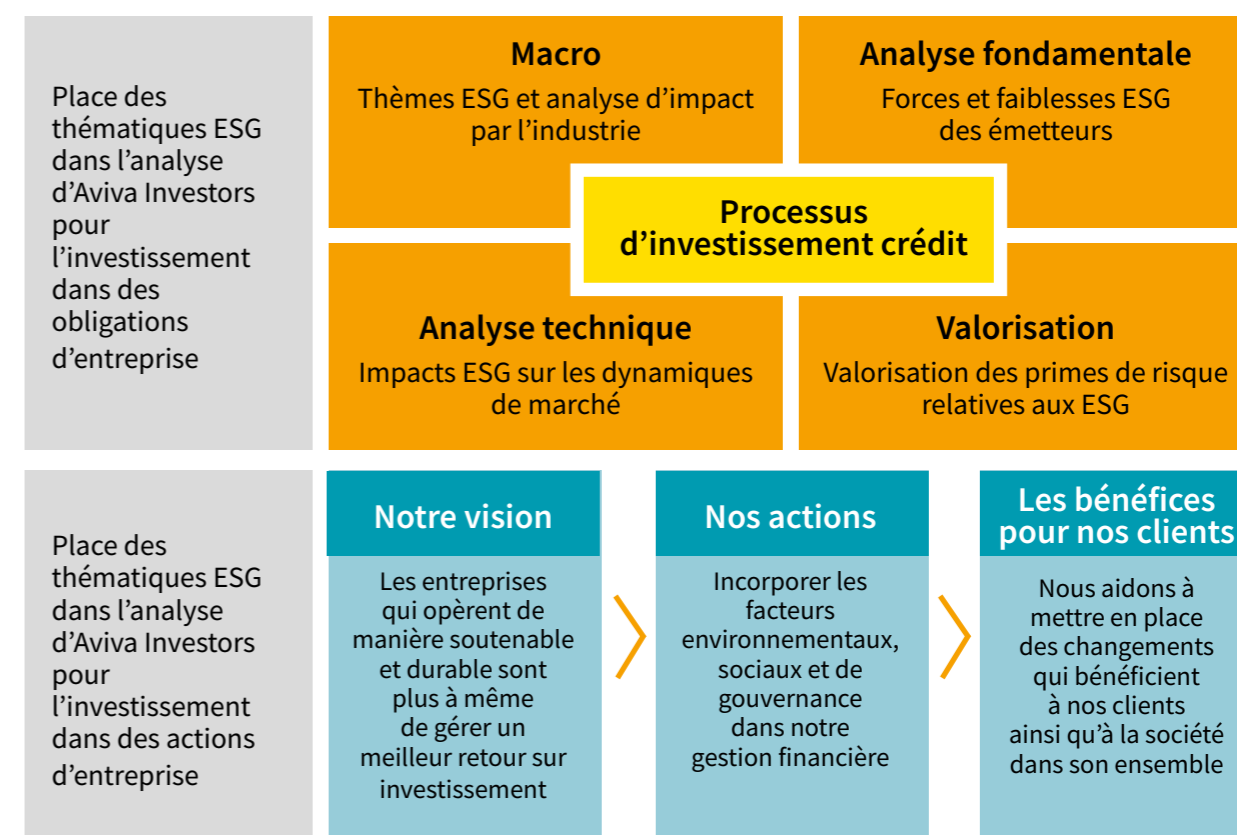 Place des
thématiques ESG
dans l’analyse
d’Aviva Investors
pour
l’investissement
dans des
obligations
d’entreprise
Macro
Thèmes ESG et analyse d’impact
par l’industrie
Analyse fondamentale
Forces et faiblesses ESG
des émetteurs
Processus
d’investissement crédit
Analyse technique
Impacts ESG sur les dynamiques
de marché
Valorisation
Valorisation des primes de risque
relatives aux ESG
Place des
thématiques ESG
dans l’analyse
d’Aviva Investors
pour
l’investissement
dans des actions
d’entreprise
Notre vision
Les entreprises
qui opèrent de
manière soutenable
et durable sont
plus à même
de gérer un
meilleur retour sur
investissement
Nos actions
Incorporer les
facteurs
environnementaux,
sociaux et de
gouvernance
dans notre
gestion financière
Les bénéfices
pour nos clients
Nous aidons à
mettre en place
des changements
qui bénéficient
à nos clients
ainsi qu’à la société
dans son ensemble